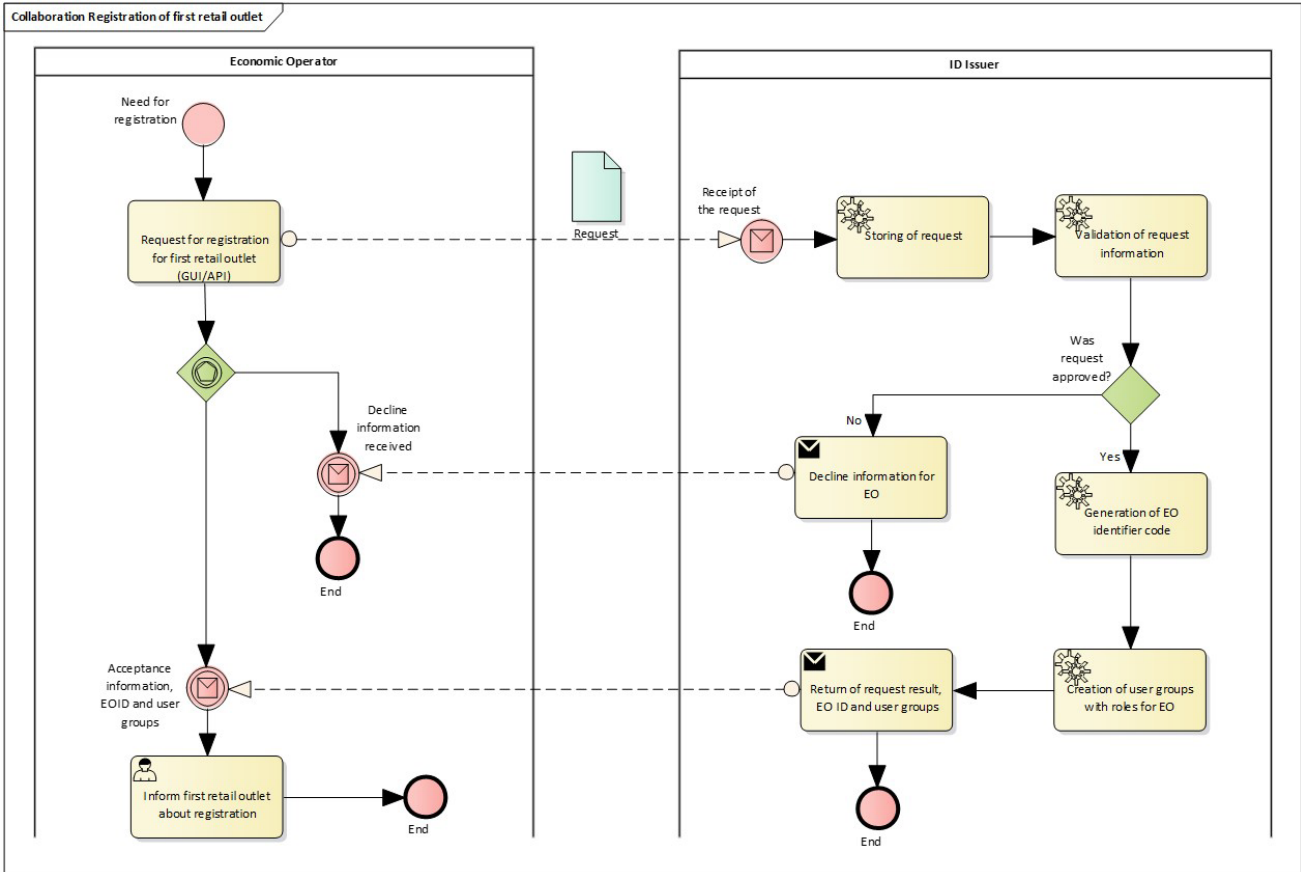 Collaboration Registration of first retail outlet
Economic Operator
Need for
registration
Request for registration
for first retail outlet
(GUI/API)
Decline
information
received
End
Acceptance
information,
EOID and user
groups
Inform first retail outlet
about registration
End
Request
ID Issuer
Receipt of
the request
Storing of request
Validation of request
information
Was
request
approved?
No
Yes
Decline information for
EO
End
Generation of EO
identifier code
Creation of user groups
with roles for EO
Return of request result,
EO ID and user groups
End